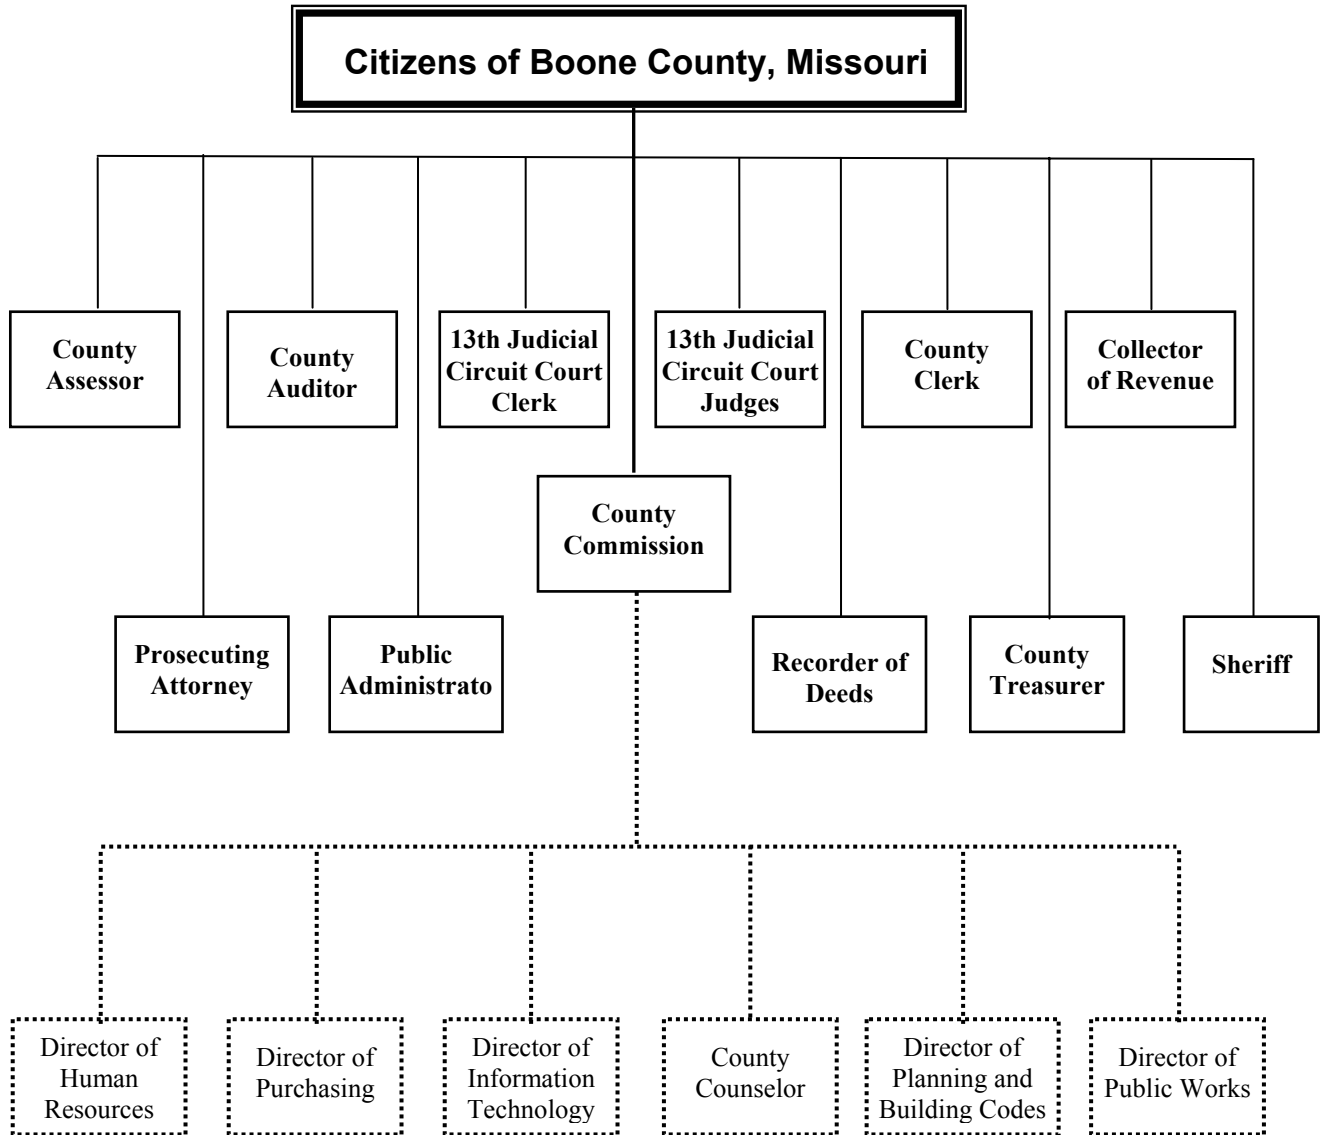 Citizens of Boone County, Missouri
County
Assessor
County
Auditor
13th Judicial
Circuit Court
Clerk
13th Judicial
Circuit Court
Judges
County
Clerk
Collector
of Revenue
County
Commission
Prosecuting
Attorney
Public
Administrato
Recorder of
Deeds
County
Treasurer
Sheriff
Director of
Human
Resources
Director of
Purchasing
Director of
Information
Technology
County
Counselor
Director of
Planning and
Building Codes
Director of
Public Works